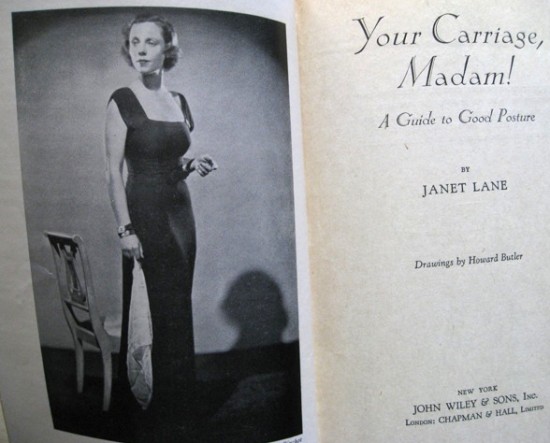 Your Carriage,
Madam!
A Guide to Good Posture
BY
JANET LANE
Drawings by Howard Butler
NEW YORK
JOHN WILEY & SONS, INC.
LONDON: CHAPMAN & HALL, LIMITED